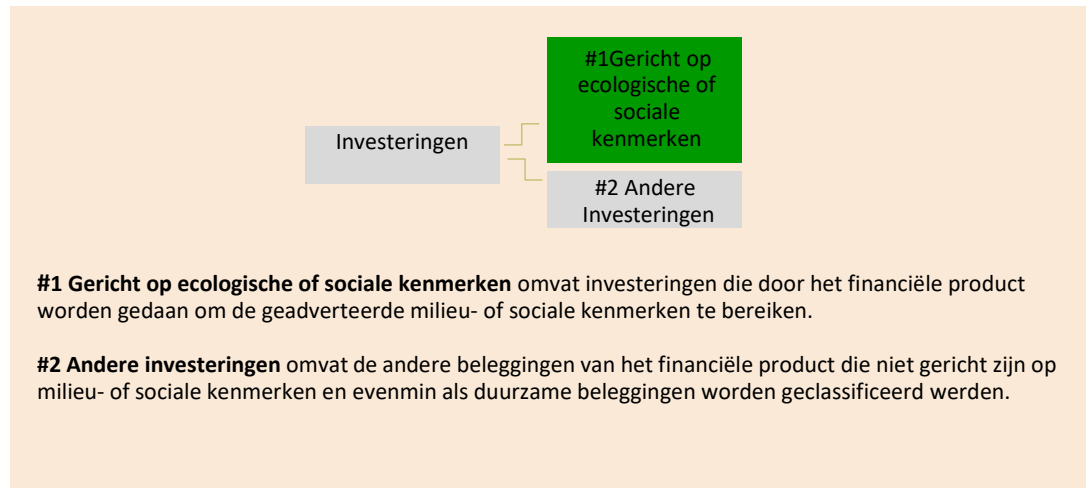 #1Gericht op
ecologische of
sociale
kenmerken
Investeringen
#2 Andere
Investeringen
#1 Gericht op ecologische of sociale kenmerken omvat investeringen die door het financiële product
worden gedaan om de geadverteerde milieu- of sociale kenmerken te bereiken.
#2 Andere investeringen omvat de andere beleggingen van het financiële product die niet gericht zijn op
milieu- of sociale kenmerken en evenmin als duurzame beleggingen worden geclassificeerd werden.